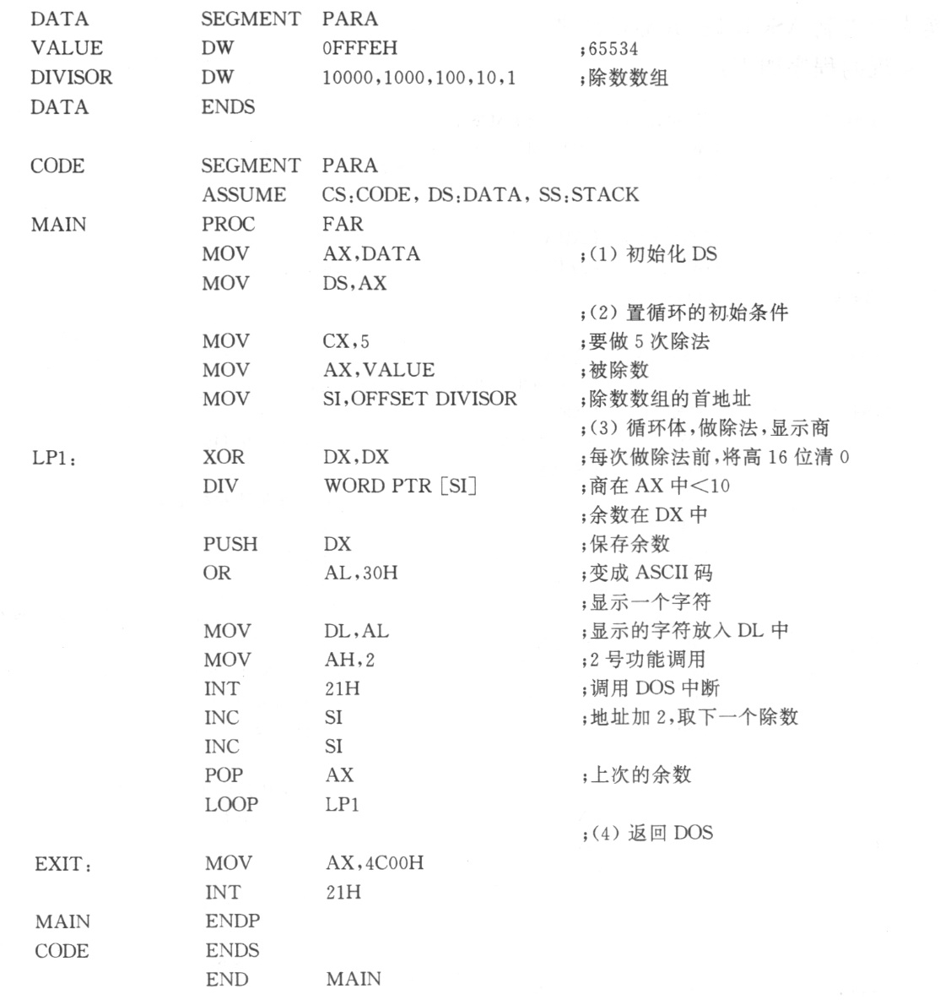 DATA SEGMENT PARA
VALUE DW 0FFFEH ;65534
DIVISOR DW 10000,1000,100,10,1 ;除数数组
DATA ENDS
CODE SEGMENT PARA
ASSUME CS:CODE, DS:DATA, SS:STACK
MAIN PROC FAR
MOV AX,DATA ;(1) 初始化 DS
MOV DS,AX
;(2) 置循环的初始条件
MOV CX,5 ;要做 5 次除法
MOV AX,VALUE ;被除数
MOV SI,OFFSET DIVISOR ;除数数组的首地址
;(3) 循环体,做除法,显示商
LP1: XOR DX,DX ;每次做除法前,将高 16 位清 0
DIV WORD PTR [SI] ;商在 AX 中<10
;余数在 DX 中
PUSH DX ;保存余数
OR AL,30H ;变成 ASCII 码
;显示一个字符
MOV DL,AL ;显示的字符放入 DL 中
MOV AH,2 ;2 号功能调用
INT 21H ;调用 DOS 中断
INC SI ;地址加 2,取下一个除数
INC SI
POP AX ;上次的余数
LOOP LP1
;(4) 返回 DOS
EXIT: MOV AX,4C00H
INT 21H
MAIN ENDP
CODE ENDS
END MAIN